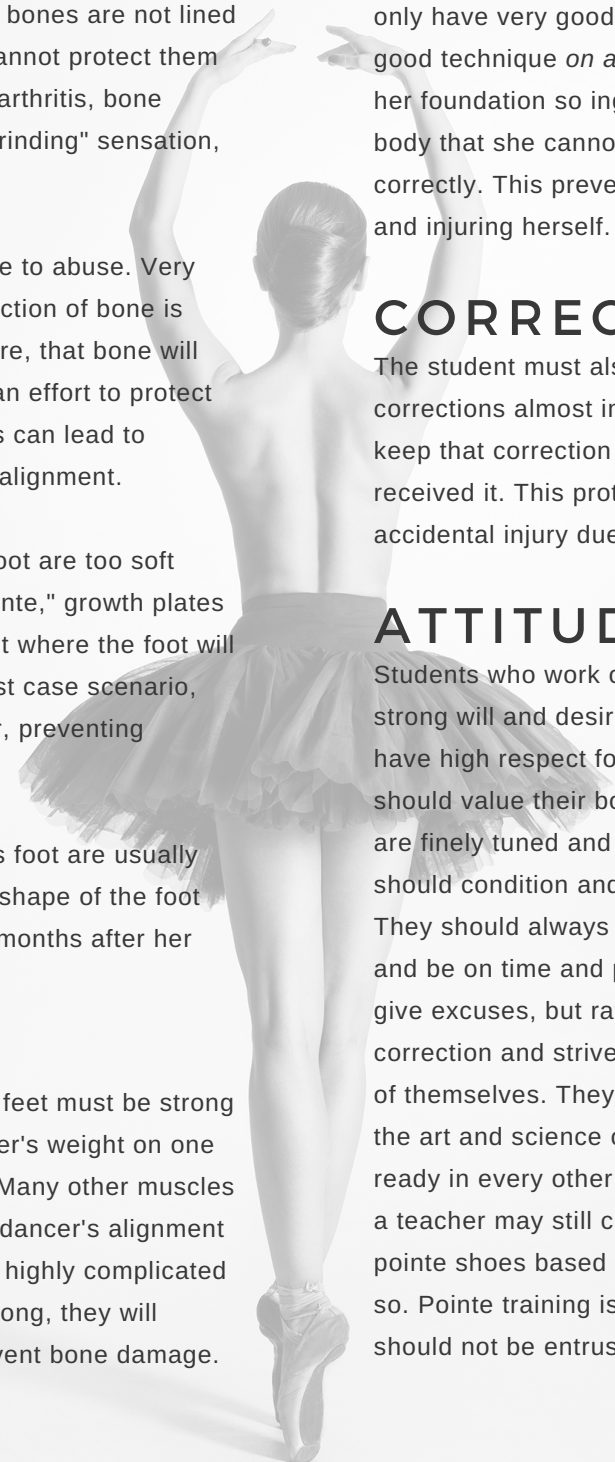 bones are not lined
annot protect them
arthritis, bone
rinding" sensation,
e to abuse. Very
ction of bone is
re, that bone will
an effort to protect
s can lead to
alignment.
oot are too soft
nte," growth plates
t where the foot will
st case scenario,
r, preventing
s foot are usually
shape of the foot
months after her
feet must be strong
er's weight on one
Many other muscles
dancer's alignment
highly complicated
ong, they will
vent bone damage.
only have very good
good technique on a
her foundation so ing
body that she canno
correctly. This preve
and injuring herself.
CORREC
The student must als
corrections almost i
keep that correction
received it. This prot
accidental injury due
ATTITUD
Students who work
strong will and desir
have high respect fo
should value their bo
are finely tuned and
should condition and
They should always
and be on time and
give excuses, but ra
correction and strive
of themselves. They
the art and science
ready in every other
a teacher may still c
pointe shoes based
so. Pointe training is
should not be entrus